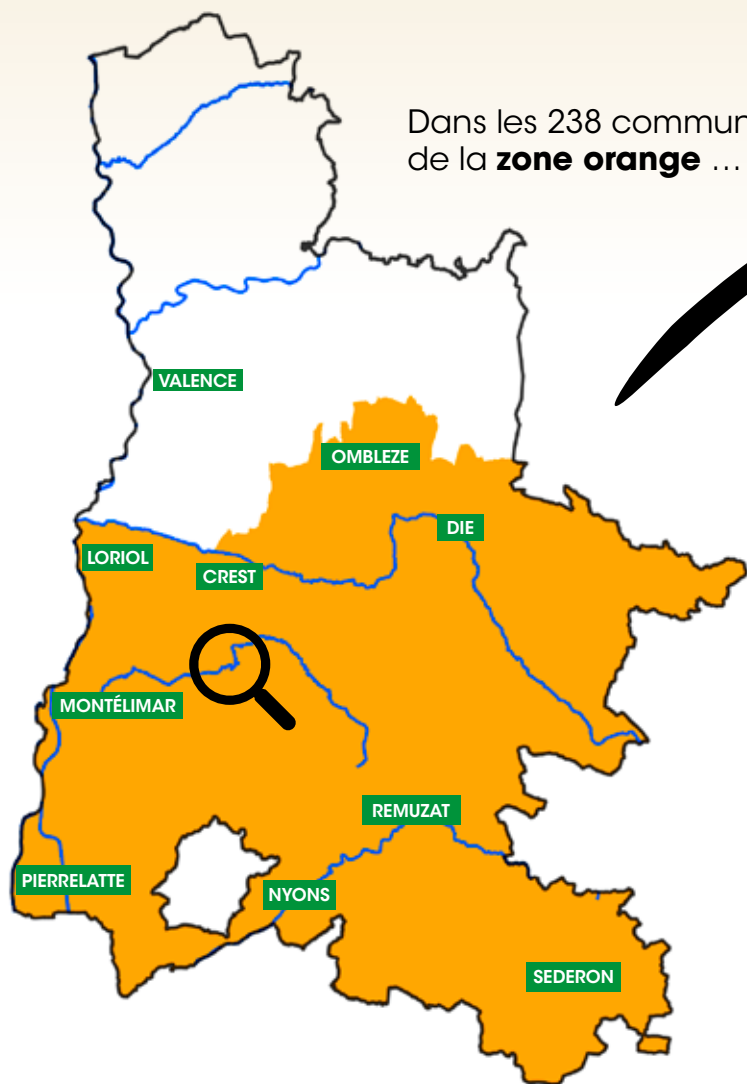 Dans les 238 commun
de la zone orange ...
VALENCE
OMBLEZE
DIE
LORIOL
CREST
MONTÉLIMAR
REMUZAT
PIERRELATTE
NYONS
SEDERON